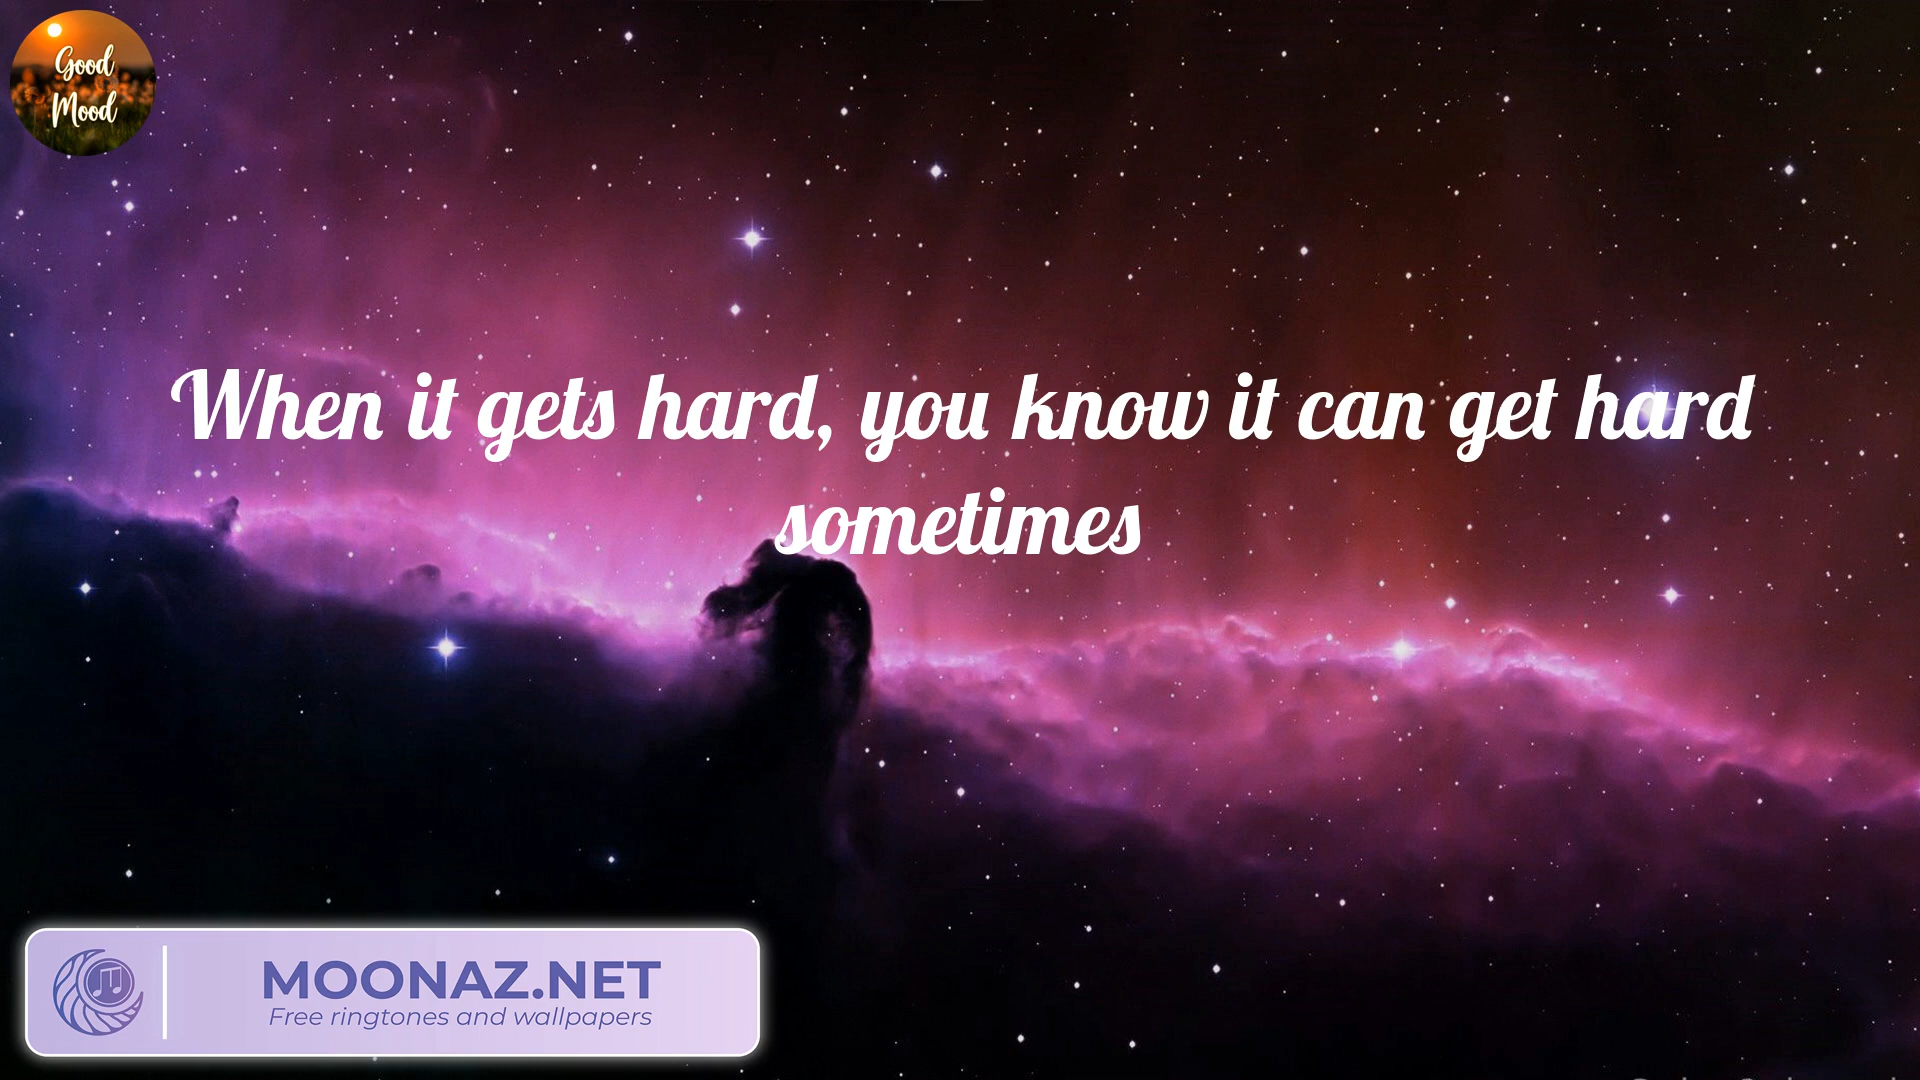 Good
Mood
When it gets hard, you know it can get hard
sometimes
MOONAZ.NET
Free ringtones and wallpapers